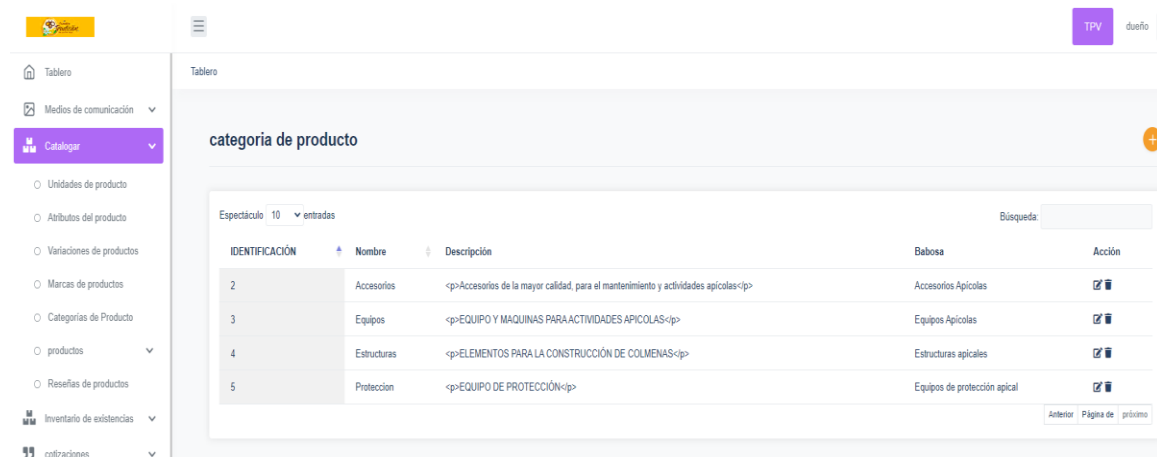 TPV dueño
Tablero
Tablero
Medios de comunicación
Catalogar
Unidades de producto
Atributos del producto
Variaciones de productos
Marcas de productos
Categorías de Producto
productos
Reseñas de productos
Inventario de existencias
cotizaciones
categoria de producto
Espectáculo 10 entradas
Búsqueda:
IDENTIFICACIÓN Nombre Descripción Babosa Acción
2 Accesorios <p>Accesorios de la mayor calidad, para el mantenimiento y actividades apícolas</p> Accesorios Apícolas
3 Equipos <p>EQUIPO Y MAQUINAS PARA ACTIVIDADES APICOLAS</p> Equipos Apícolas
4 Estructuras <p>ELEMENTOS PARA LA CONSTRUCCIÓN DE COLMENAS</p> Estructuras apicales
5 Proteccion <p>EQUIPO DE PROTECCIÓN</p> Equipos de protección apical
Anterior Página de próximo